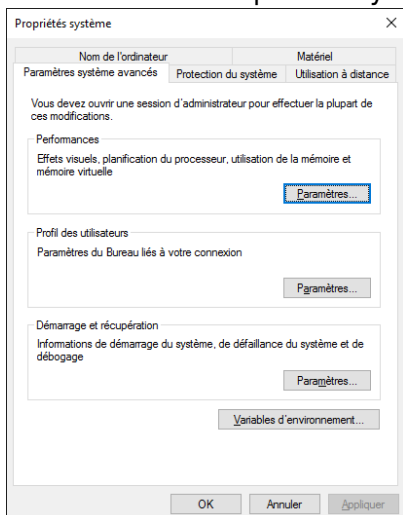 Propriétés système
Nom de l'ordinateur
Matériel
Paramètres système avancés
Protection du système
Utilisation à distance
Vous devez ouvrir une session d'administrateur pour effectuer la plupart de
ces modifications.
Performances
Effets visuels, planification du processeur, utilisation de la mémoire et
mémoire virtuelle
Paramètres...
Profil des utilisateurs
Paramètres du Bureau liés à votre connexion
Paramètres...
Démarrage et récupération
Informations de démarrage du système, de défaillance du système et de
débogage
Paramètres...
Variables d'environnement...
OK
Annuler
Appliquer